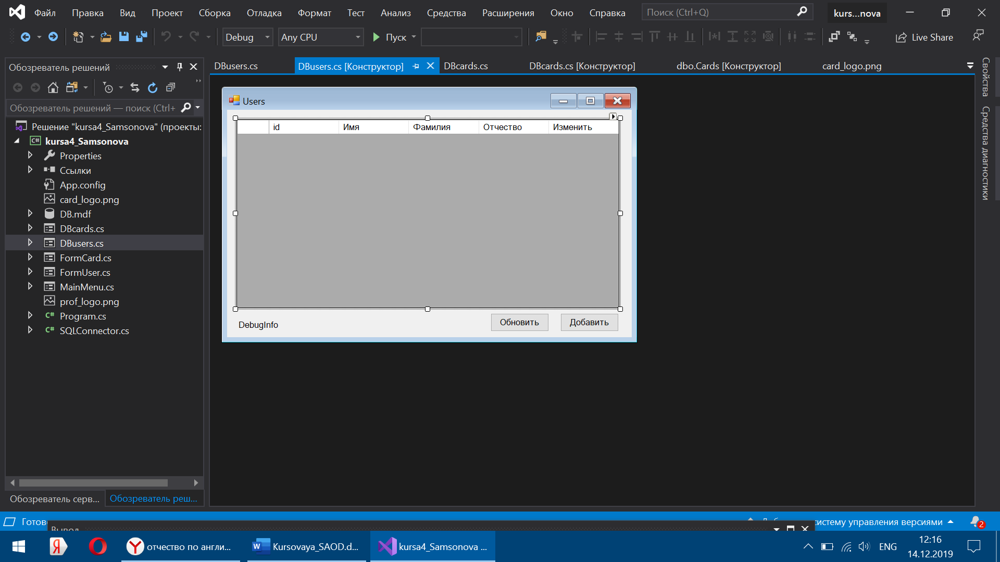 Файл Правка Вид Проект Сборка Отладка Формат Тест Анализ Средства Расширения Окно Справка Поиск (Ctrl+Q) kurs...nova
Debug Any CPU Пуск Live Share
Обозреватель решений
DBusers.cs DBusers.cs [Конструктор] DBcards.cs DBcards.cs [Конструктор] dbo.Cards [Конструктор] card_logo.png
Свойства
Средства диагностики
Обозреватель решений — поиск (Ctrl+
Решение "kursa4_Samsonova" (проекты:
C# kursa4_Samsonova
Properties
Ссылки
App.config
card_logo.png
DB.mdf
DBcards.cs
DBusers.cs
FormCard.cs
FormUser.cs
MainMenu.cs
prof_logo.png
C# Program.cs
C# SQLConnector.cs
Обозреватель серв... Обозреватель реш...
Users
id Имя Фамилия Отчество Изменить
DebugInfo Обновить Добавить
систему управления версиями 2
Вывод
Я отчество по англи... Kursovaya_SAOD.d... kursa4_Samsonova ... ENG 12:16
14.12.2019